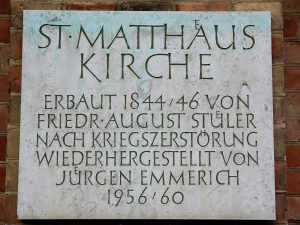 ST·MATTHÄUS
KIRCHE
ERBAUT 1844/46 VON
FRIEDR·AUGUST STÜLER
NACH KRIEGSZERSTÖRUNG
WIEDERHERGESTELLT VON
JÜRGEN EMMERICH
1956/60